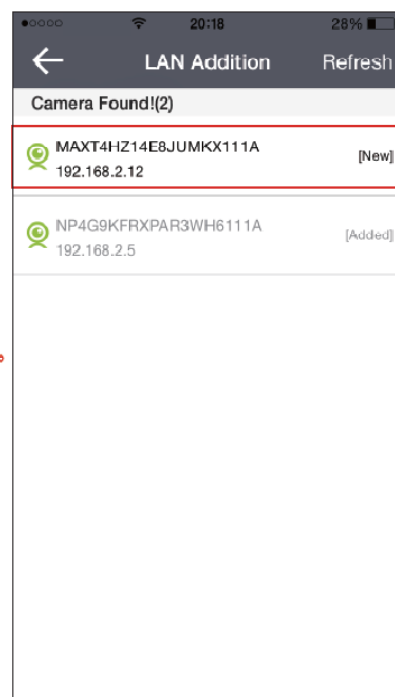 20:18 28%
LAN Addition Refresh
Camera Found!(2)
MAXT4HZ14E8JUMKX111A [New]
192.168.2.12
NP4G9KFRXPAR3WH6111A [Added]
192.168.2.5